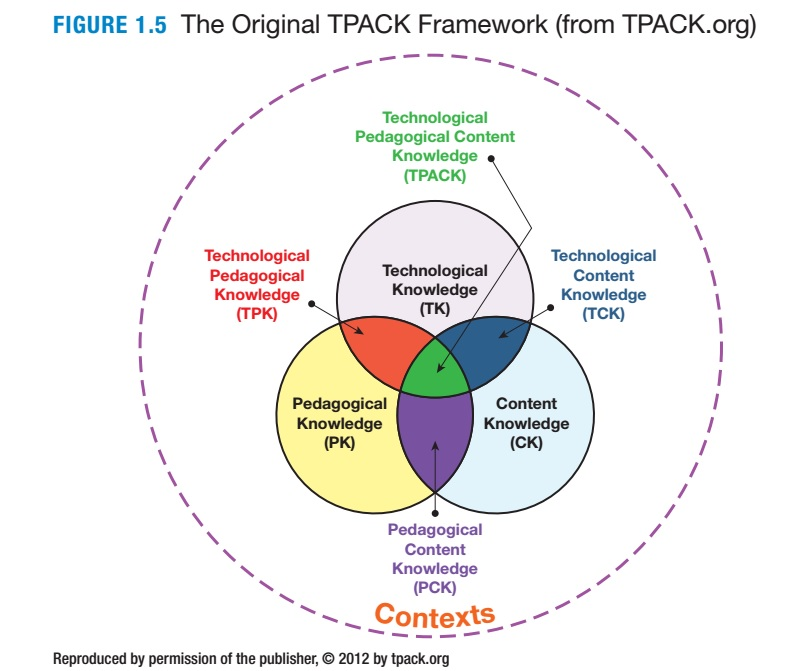 FIGURE 1.5 The Original TPACK Framework (from TPACK.org)
Technological
Pedagogical Content
Knowledge
(TPACK)
Technological
Pedagogical
Knowledge
(TPK)
Technological
Knowledge
(TK)
Technological
Content
Knowledge
(TCK)
Pedagogical
Knowledge
(PK)
Content
Knowledge
(CK)
Pedagogical
Content
Knowledge
(PCK)
Contexts
Reproduced by permission of the publisher, © 2012 by tpack.org